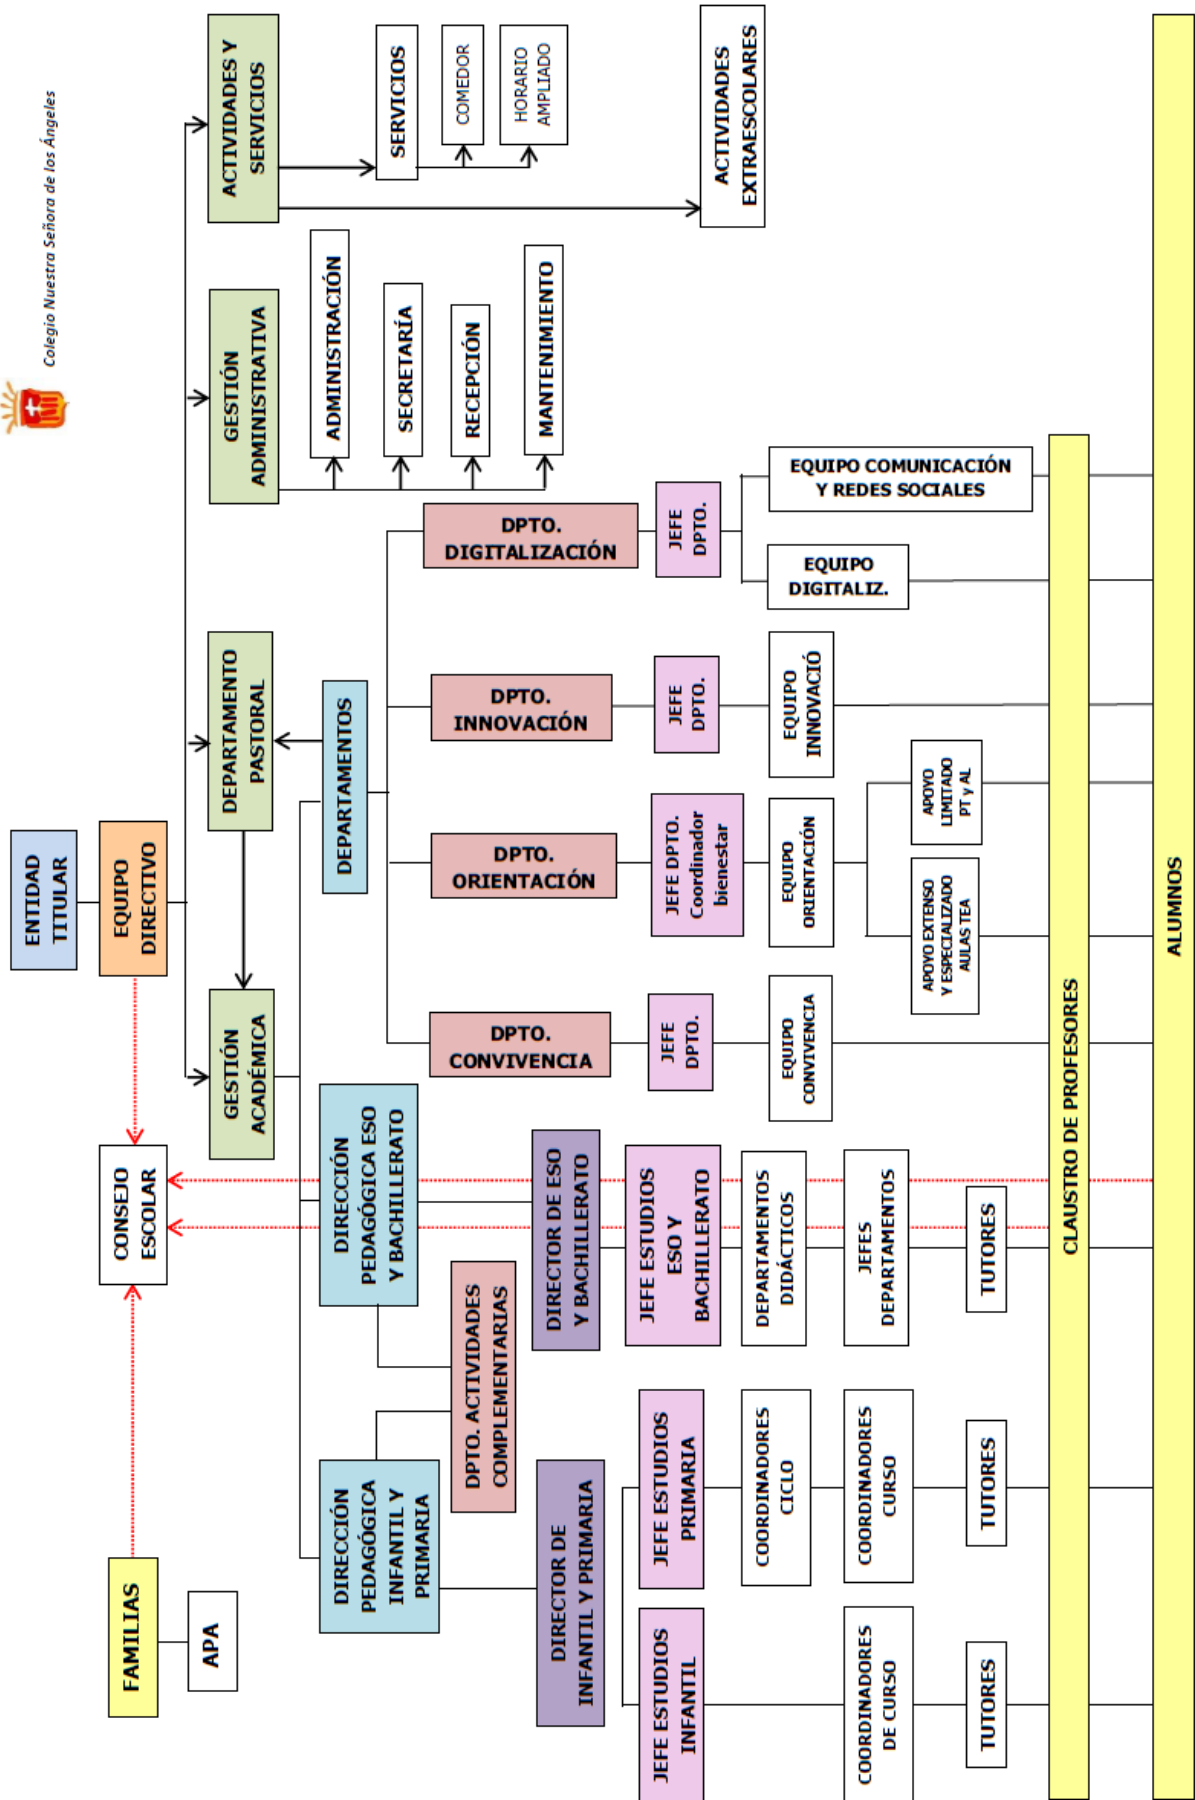 Colegio Nuestra Señora de los Ángeles
ENTIDAD
TITULAR
FAMILIAS
APA
CONSEJO
ESCOLAR
EQUIPO
DIRECTIVO
GESTIÓN
ACADÉMICA
DEPARTAMENTO
PASTORAL
GESTIÓN
ADMINISTRATIVA
ACTIVIDADES Y
SERVICIOS
DIRECCIÓN
PEDAGÓGICA
INFANTIL Y
PRIMARIA
DIRECCIÓN
PEDAGÓGICA ESO
Y BACHILLERATO
DEPARTAMENTOS
ADMINISTRACIÓN
SECRETARÍA
RECEPCIÓN
MANTENIMIENTO
SERVICIOS
COMEDOR
HORARIO
AMPLIADO
ACTIVIDADES
EXTRAESCOLARES
DPTO. ACTIVIDADES
COMPLEMENTARIAS
DPTO.
CONVIVENCIA
DPTO.
ORIENTACIÓN
DPTO.
INNOVACIÓN
DPTO.
DIGITALIZACIÓN
DIRECTOR DE
INFANTIL Y PRIMARIA
DIRECTOR DE ESO
Y BACHILLERATO
JEFE ESTUDIOS
INFANTIL
JEFE ESTUDIOS
PRIMARIA
JEFE ESTUDIOS
ESO Y
BACHILLERATO
JEFE
DPTO.
JEFE DPTO.
Coordinador
bienestar
JEFE
DPTO.
JEFE
DPTO.
COORDINADORES
CICLO
DEPARTAMENTOS
DIDÁCTICOS
EQUIPO
CONVIVENCIA
EQUIPO
ORIENTACIÓN
EQUIPO
INNOVACIÓ
EQUIPO
DIGITALIZ.
EQUIPO COMUNICACIÓN
Y REDES SOCIALES
COORDINADORES
DE CURSO
COORDINADORES
CURSO
JEFES
DEPARTAMENTOS
APOYO EXTENSO
Y ESPECIALIZADO
AULAS TEA
APOYO
LIMITADO
PT y AL
TUTORES
TUTORES
TUTORES
CLAUSTRO DE PROFESORES
ALUMNOS